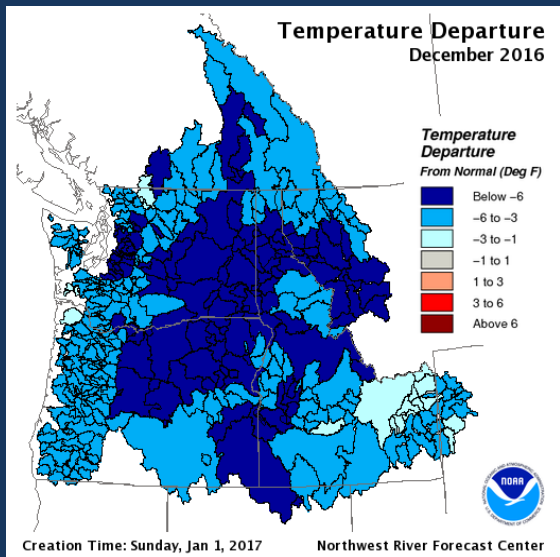 Temperature Departure
December 2016
Temperature
Departure
From Normal (Deg F)
Below -6
-6 to -3
-3 to -1
-1 to 1
1 to 3
3 to 6
Above 6
NOAA
Creation Time: Sunday, Jan 1, 2017
Northwest River Forecast Center